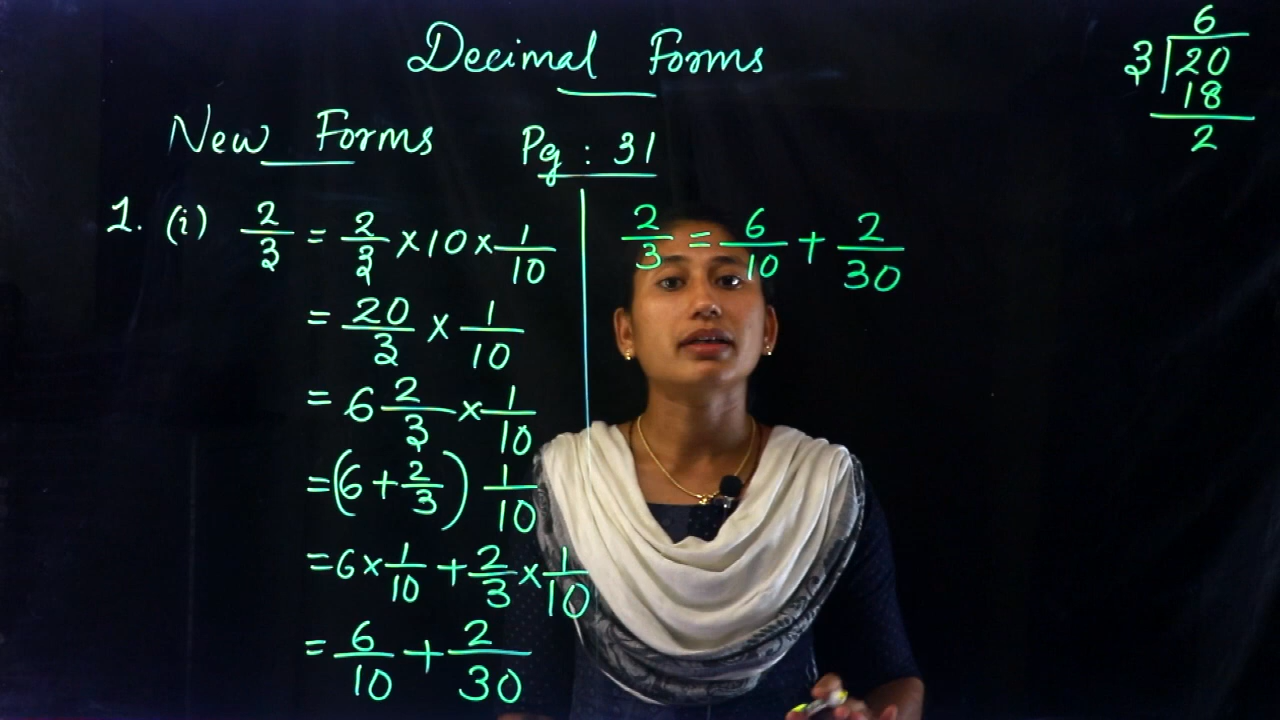 Decimal Forms
New Forms Pg : 31
1. (i) 2/3 = 2/3 × 10 × 1/10
= 20/3 × 1/10
= 6 2/3 × 1/10
= (6 + 2/3) 1/10
= 6 × 1/10 + 2/3 × 1/10
= 6/10 + 2/30
2/3 = 6/10 + 2/30
6
3 20
18
2